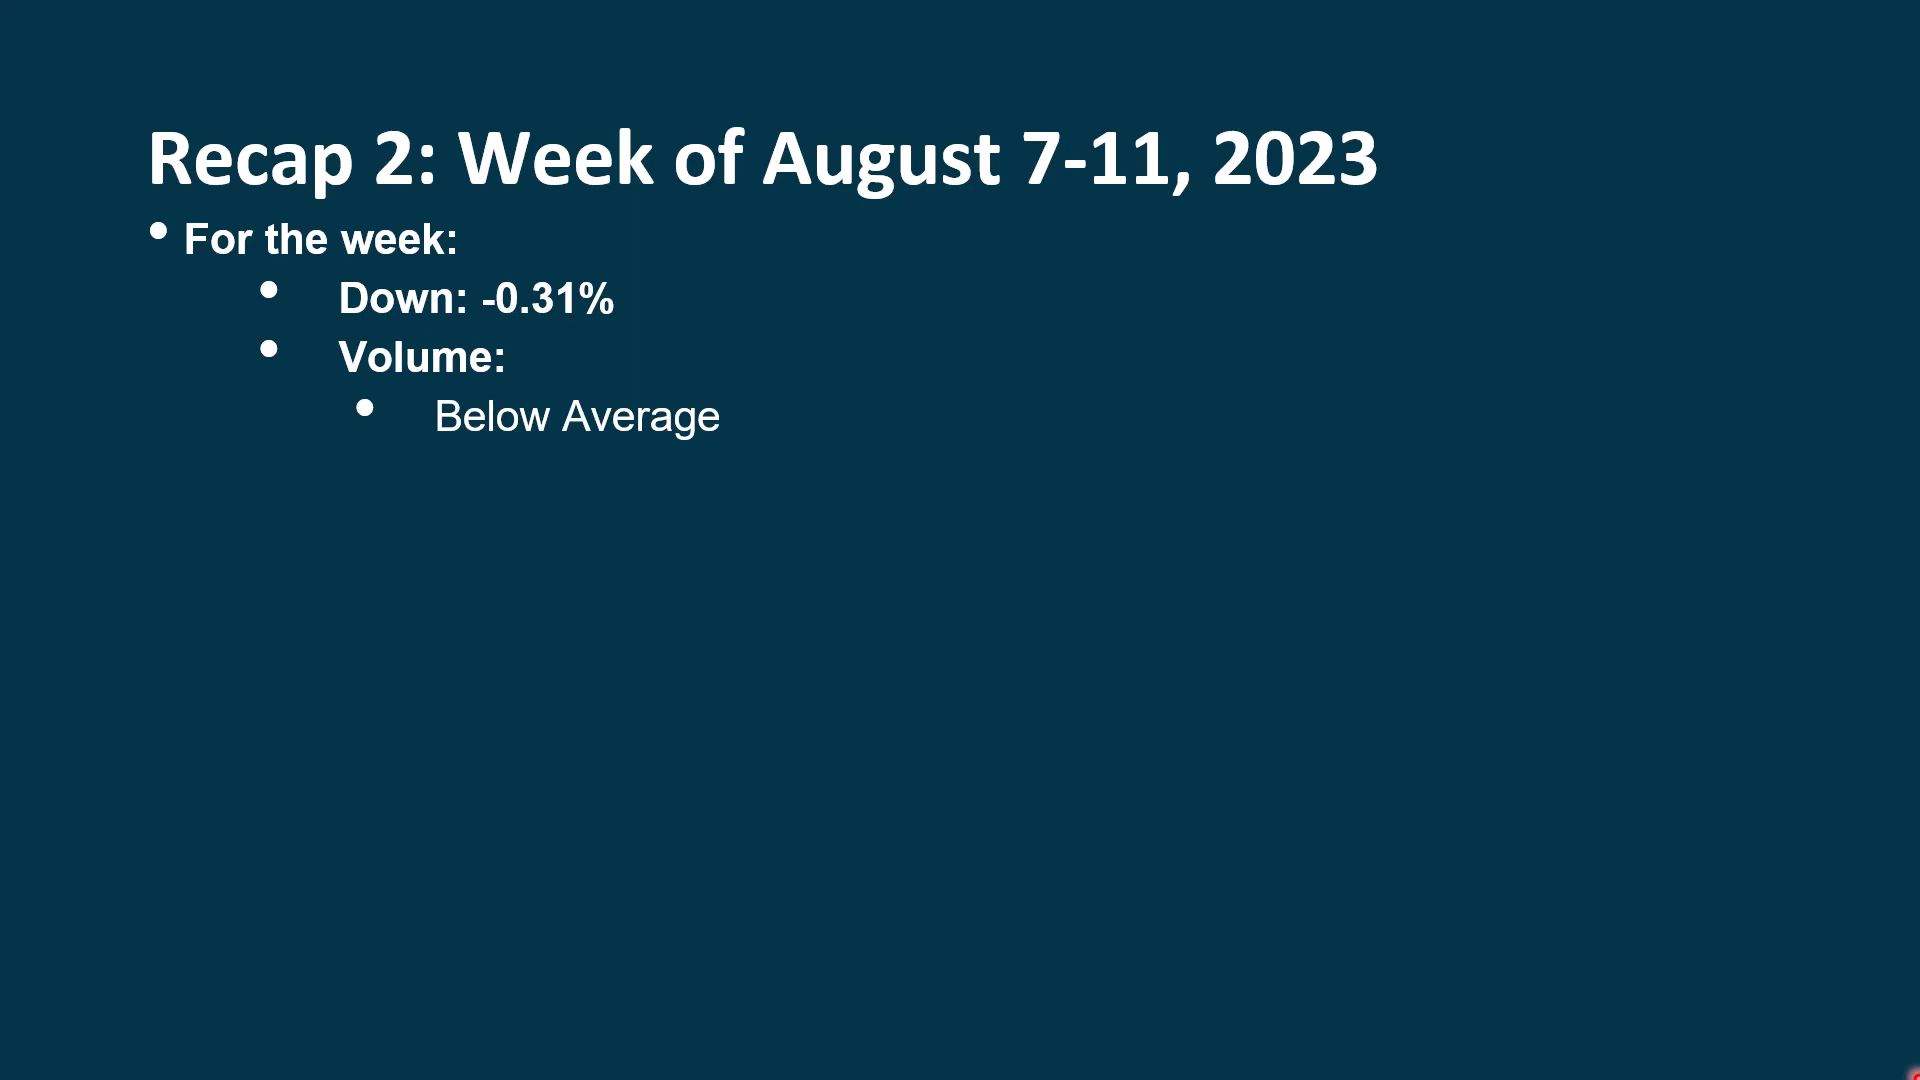 Recap 2: Week of August 7-11, 2023
• For the week:
• Down: -0.31%
• Volume:
• Below Average